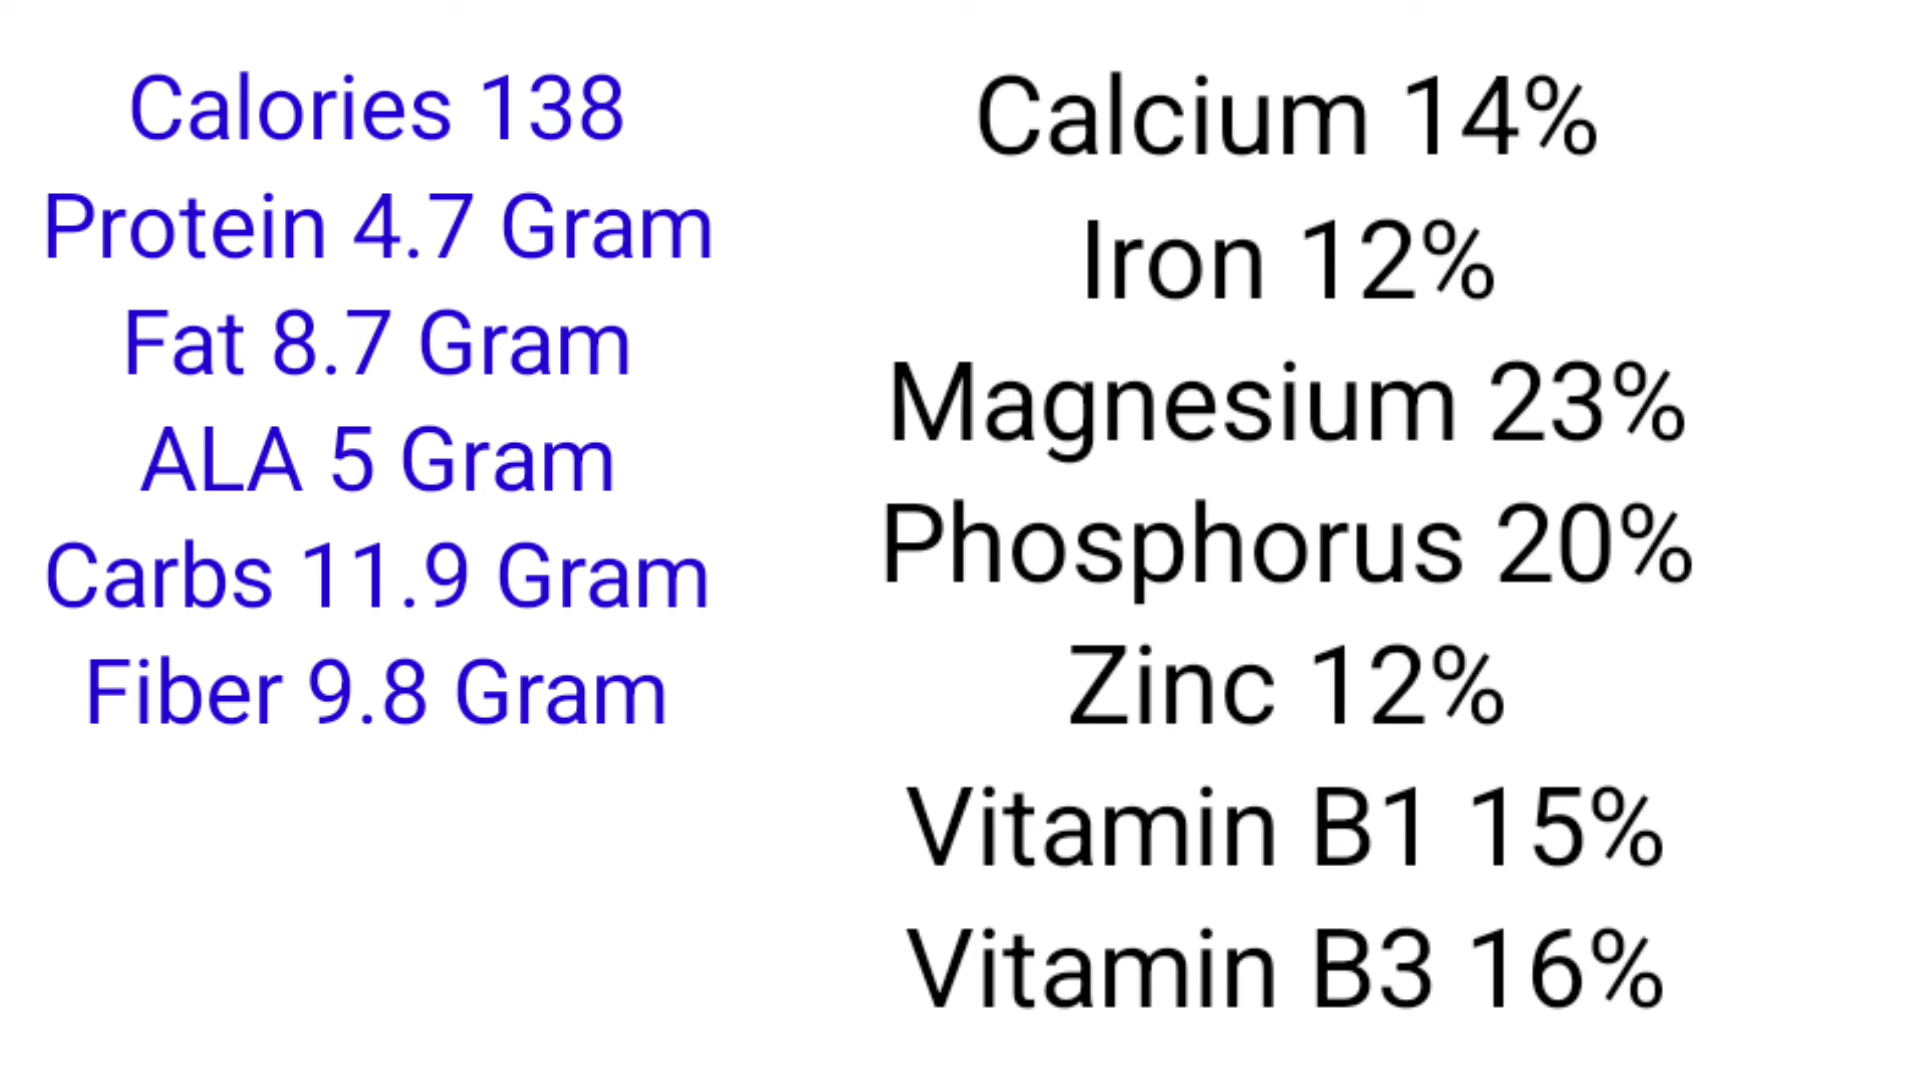 Calories 138
Protein 4.7 Gram
Fat 8.7 Gram
ALA 5 Gram
Carbs 11.9 Gram
Fiber 9.8 Gram
Calcium 14%
Iron 12%
Magnesium 23%
Phosphorus 20%
Zinc 12%
Vitamin B1 15%
Vitamin B3 16%